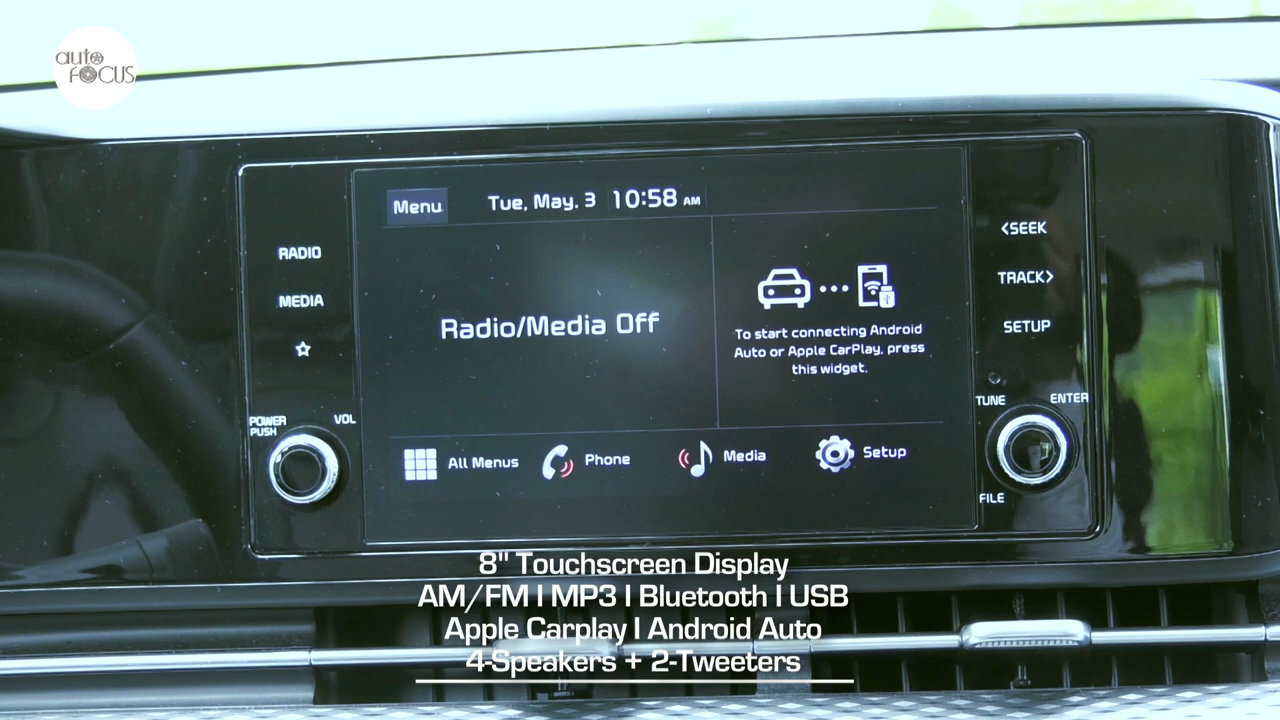 auto
FOCUS
Menu
Tue, May. 3 10:58 AM
RADIO
MEDIA
POWER
PUSH
VOL
Radio/Media Off
To start connecting Android
Auto or Apple CarPlay, press
this widget.
All Menus
Phone
Media
Setup
<SEEK
TRACK>
SETUP
TUNE
ENTER
FILE
8" Touchscreen Display
AM/FM | MP3 | Bluetooth | USB
Apple Carplay | Android Auto
4-Speakers + 2-Tweeters